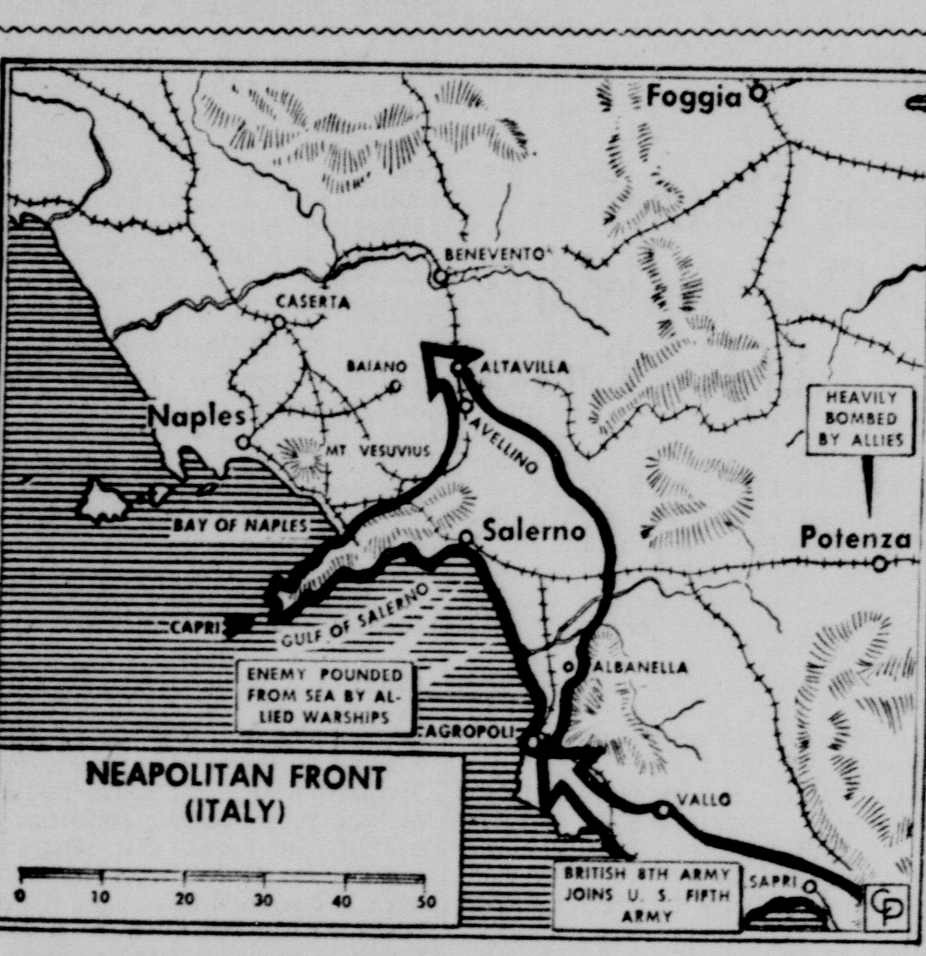 Foggia
BENEVENTO
CASERTA
BAIANO
ALTAVILLA
HEAVILY
BOMBED
BY ALLIES
Naples
AVELLINO
MT VESUVIUS
BAY OF NAPLES
Salerno
Potenza
CAPRI
GULF OF SALERNO
ENEMY POUNDED
FROM SEA BY AL-
LIED WARSHIPS
ALBANELLA
AGROPOLI
NEAPOLITAN FRONT
(ITALY)
VALLO
0 10 20 30 40 50
BRITISH 8TH ARMY
JOINS U. S. FIFTH
ARMY
SAPRI
CP